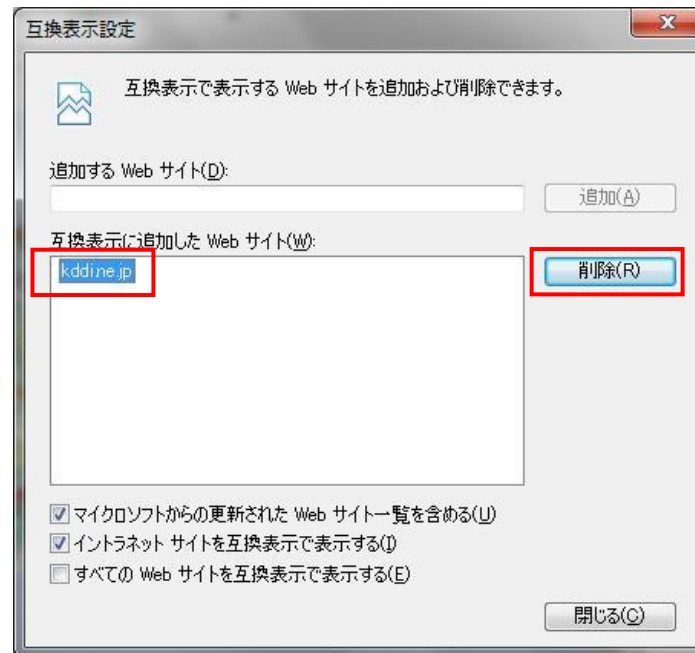 互換表示設定
互換表示で表示する Web サイトを追加および削除できます。
追加する Web サイト(D):
追加(A)
互換表示に追加した Web サイト(W):
kddi.ne.jp
削除(R)
マイクロソフトからの更新された Web サイト一覧を含める(U)
イントラネット サイトを互換表示で表示する(I)
すべての Web サイトを互換表示で表示する(E)
閉じる(C)